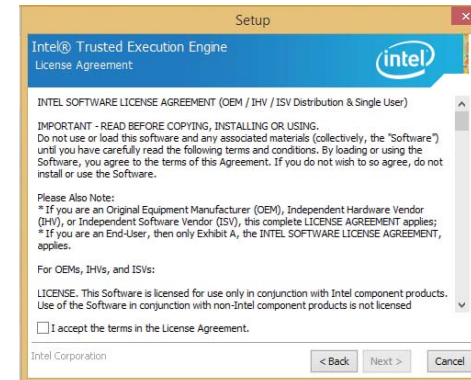 Setup
Intel® Trusted Execution Engine
License Agreement
intel
INTEL SOFTWARE LICENSE AGREEMENT (OEM / IHV / ISV Distribution & Single User)
IMPORTANT - READ BEFORE COPYING, INSTALLING OR USING.
Do not use or load this software and any associated materials (collectively, the "Software")
until you have carefully read the following terms and conditions. By loading or using the
Software, you agree to the terms of this Agreement. If you do not wish to so agree, do not
install or use the Software.
Please Also Note:
* If you are an Original Equipment Manufacturer (OEM), Independent Hardware Vendor
(IHV), or Independent Software Vendor (ISV), this complete LICENSE AGREEMENT applies;
* If you are an End-User, then only Exhibit A, the INTEL SOFTWARE LICENSE AGREEMENT,
applies.
For OEMs, IHVs, and ISVs:
LICENSE. This Software is licensed for use only in conjunction with Intel component products.
Use of the Software in conjunction with non-Intel component products is not licensed
I accept the terms in the License Agreement.
Intel Corporation
< Back
Next >
Cancel